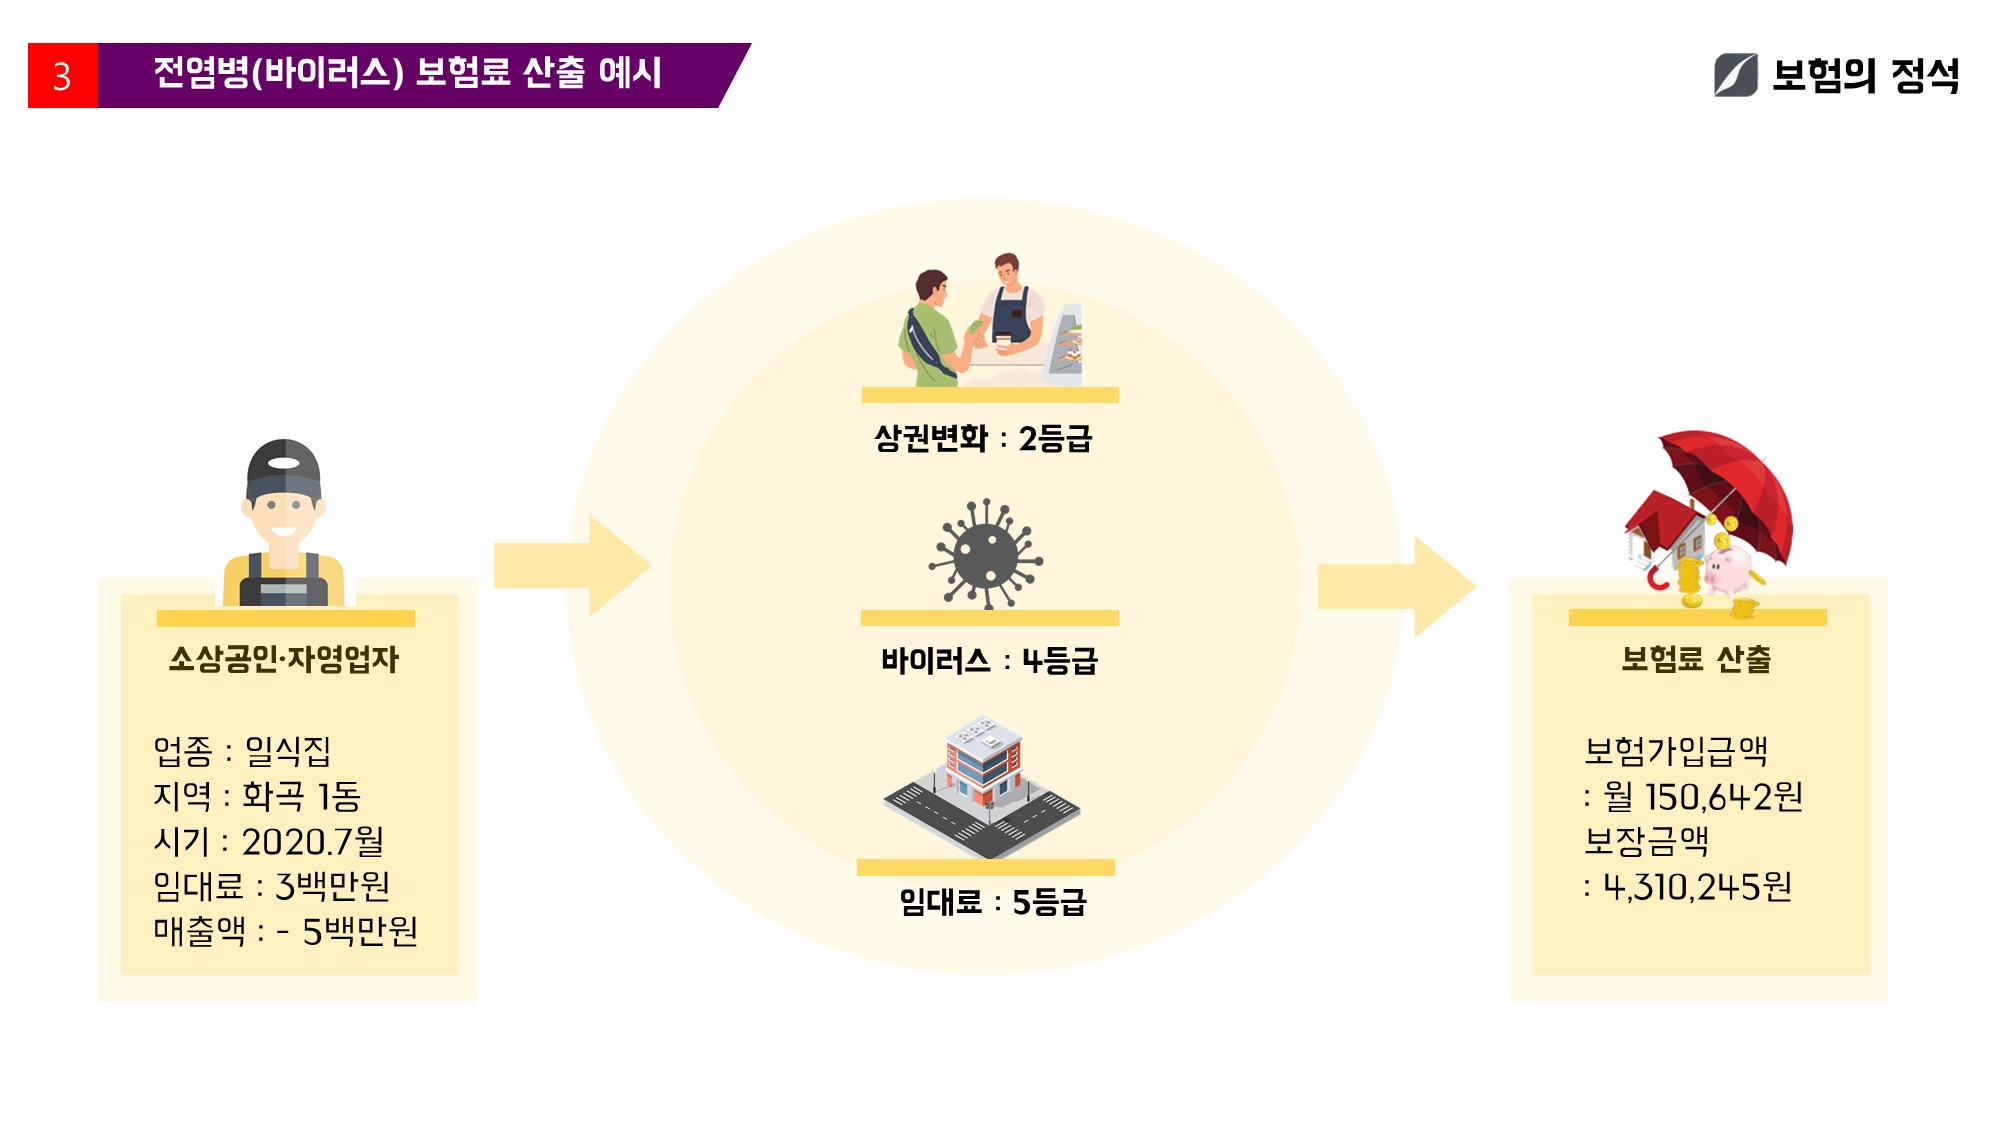 3
전염병(바이러스) 보험료 산출 예시
보험의 정석
상권변화 : 2등급
바이러스 : 4등급
임대료 : 5등급
소상공인·자영업자
업종 : 일식집
지역 : 화곡 1동
시기 : 2020.7월
임대료 : 3백만원
매출액 : - 5백만원
보험료 산출
보험가입급액
: 월 150,642원
보장금액
: 4,310,245원